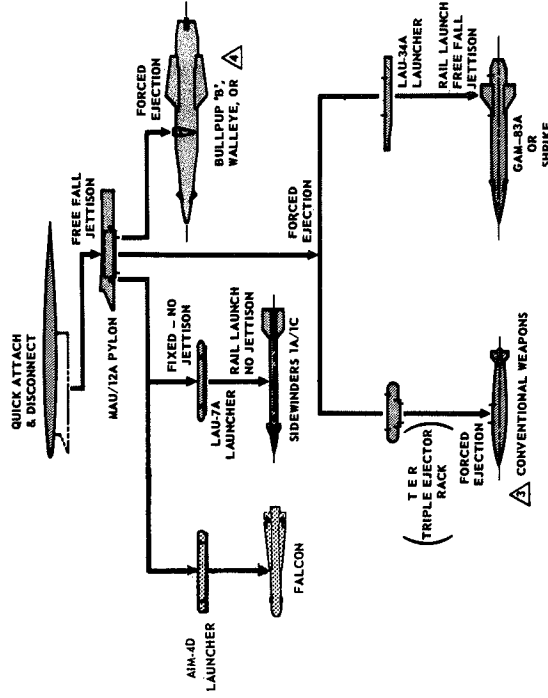 QUICK ATTACH
& DISCONNECT
FREE FALL
JETTISON
MAU/12A PYLON
FORCED
EJECTION
BULLPUP "B",
WALLEYE, OR
4
FIXED - NO
JETTISON
LAU-7A
LAUNCHER
RAIL LAUNCH
NO JETTISON
SIDEWINDERS 1A/1C
AIM-4D
LAUNCHER
FALCON
FORCED
EJECTION
LAU-34A
LAUNCHER
RAIL LAUNCH
FREE FALL
JETTISON
GAM-83A
OR
SHRIKE
T E R
(TRIPLE EJECTOR
RACK)
FORCED
EJECTION
3 CONVENTIONAL WEAPONS